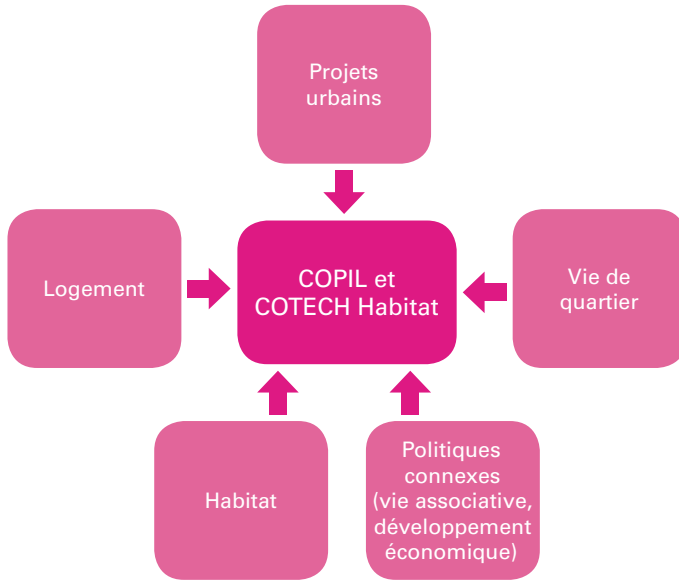 Projets
urbains
Logement
COPIL et
COTECH Habitat
Vie de
quartier
Habitat
Politiques
connexes
(vie associative,
développement
économique)